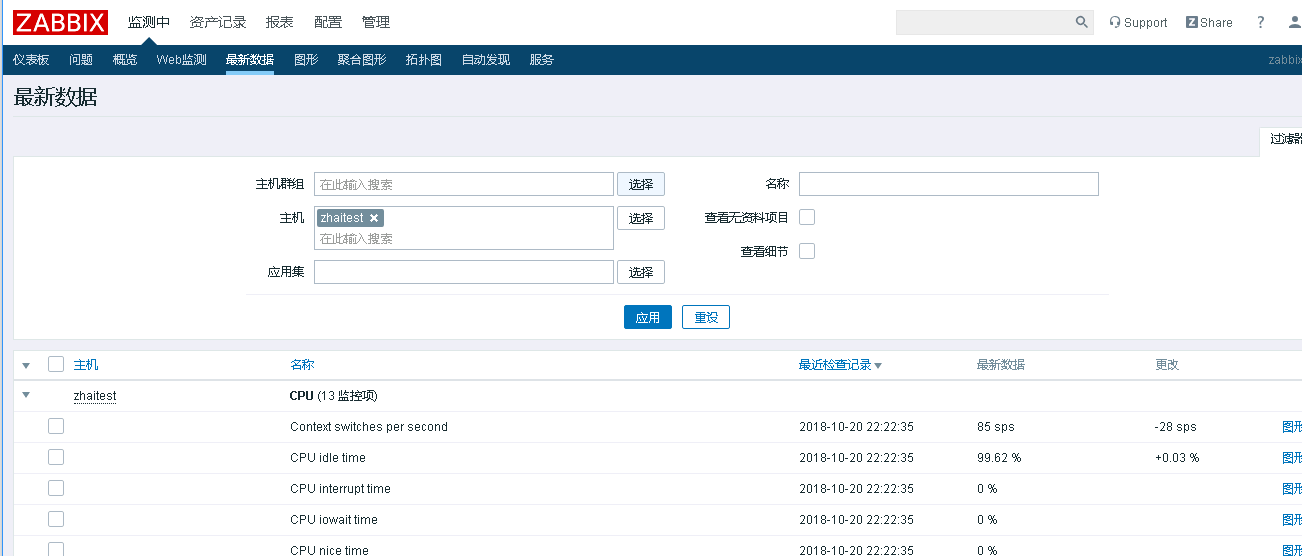 ZABBIX 监测中 资产记录 报表 配置 管理 Support Z Share ?
仪表板 问题 概览 Web监测 最新数据 图形 聚合图形 拓扑图 自动发现 服务 zabbix
最新数据
过滤器
主机群组 在此输入搜索 选择 名称
主机 zhaitest × 选择 查看无资料项目
在此输入搜索
查看细节
应用集 选择
应用 重设
主机 名称 最近检查记录 最新数据 更改
zhaitest CPU (13 监控项)
Context switches per second 2018-10-20 22:22:35 85 sps -28 sps 图形
CPU idle time 2018-10-20 22:22:35 99.62 % +0.03 % 图形
CPU interrupt time 2018-10-20 22:22:35 0 % 图形
CPU iowait time 2018-10-20 22:22:35 0 % 图形
CPU nice time 2018-10-20 22:22:35 0 % 图形